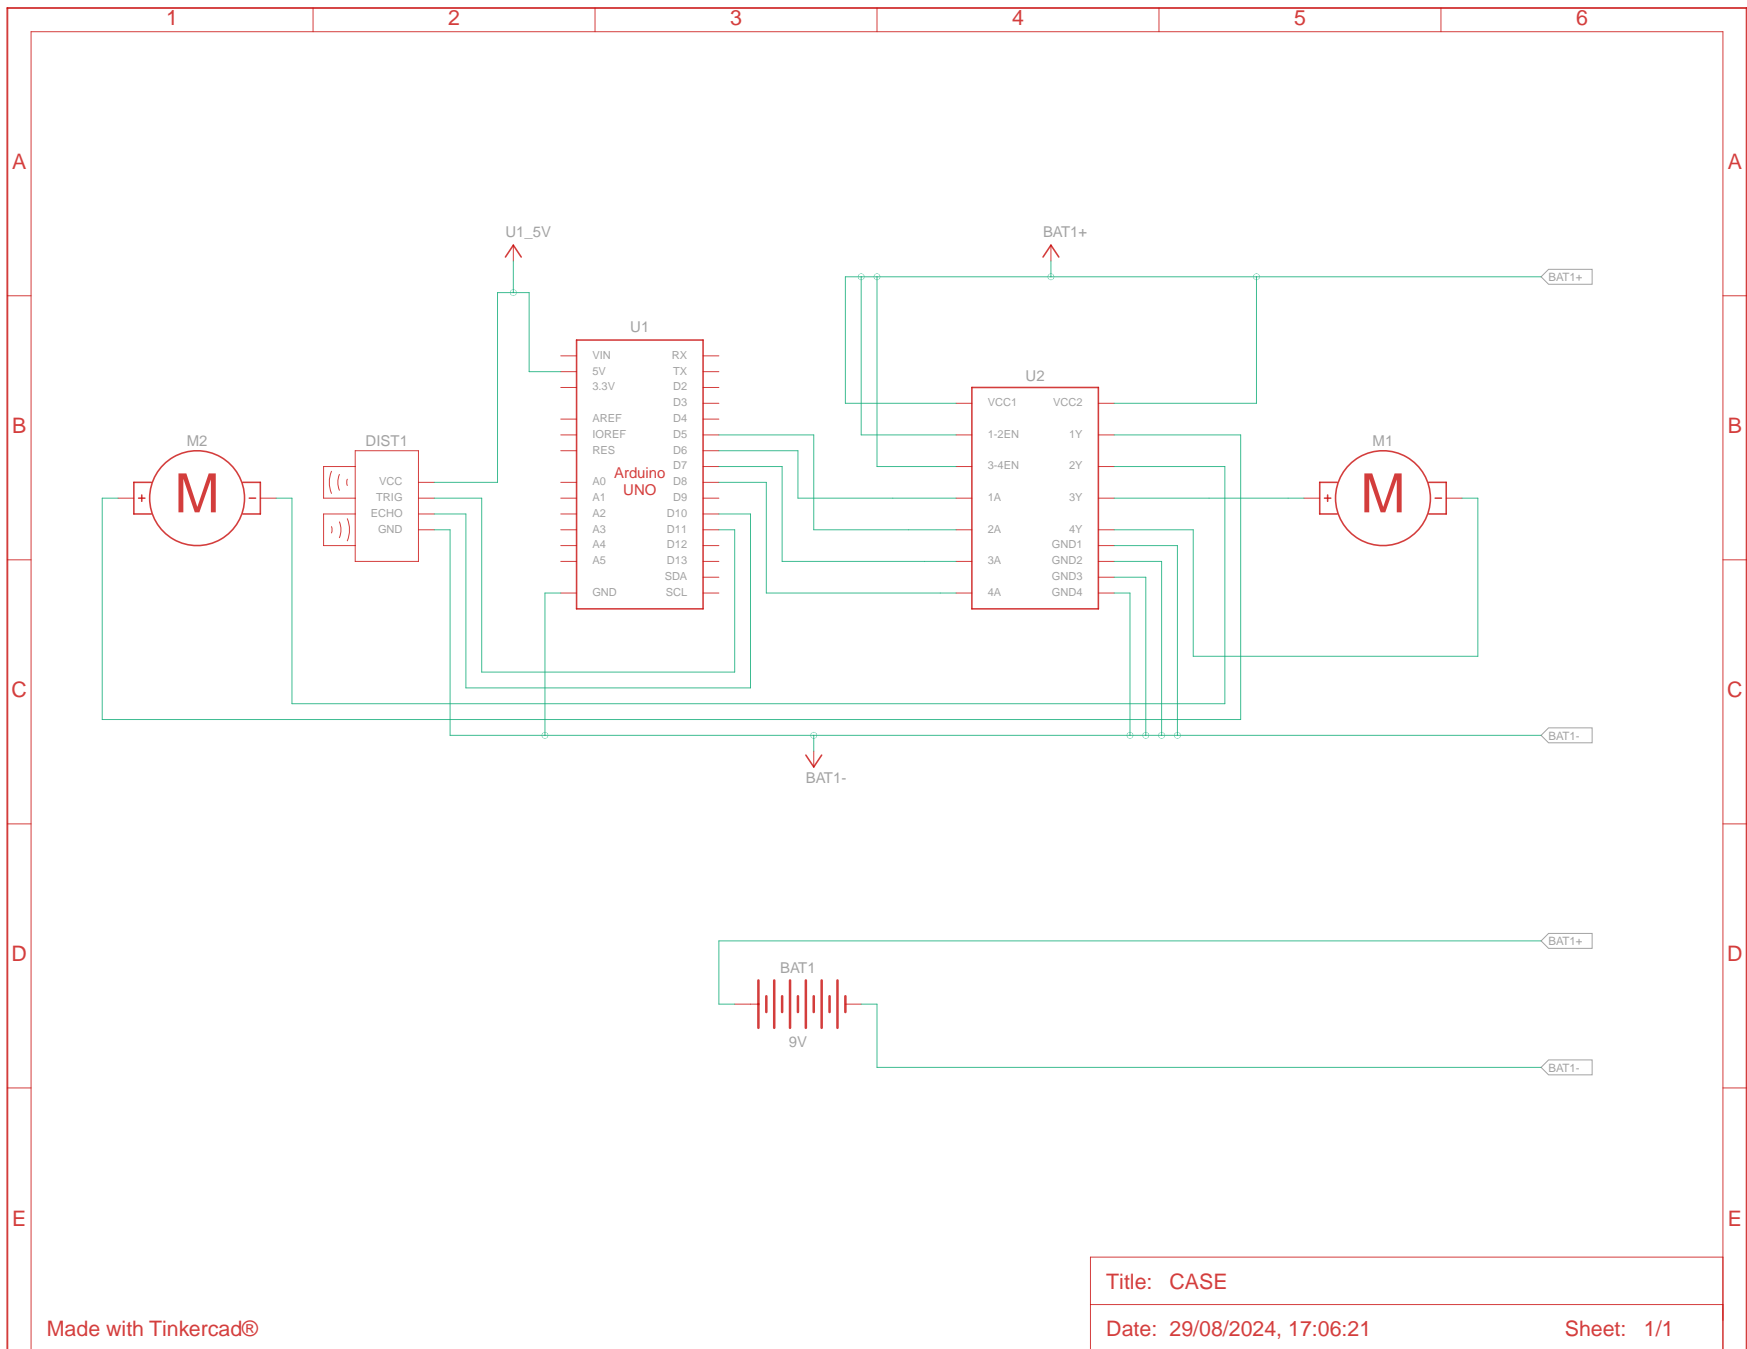 1 2 3 4 5 6
A A
U1_5V BAT1+
BAT1+
U1 U2
B B
M2 DIST1 M1
VIN RX
5V TX
3.3V D2
D3
AREF D4
IOREF D5
RES D6
D7
A0 D8
A1 D9
A2 D10
A3 D11
A4 D12
A5 D13
SDA
GND SCL
Arduino
UNO
VCC1 VCC2
1-2EN 1Y
3-4EN 2Y
1A 3Y
2A 4Y
GND1
3A GND2
GND3
4A GND4
+ M -
VCC
TRIG
ECHO
GND
+ M -
C C
BAT1-
BAT1-
D D
BAT1+
BAT1
9V
BAT1-
E E
Title: CASE
Made with Tinkercad®
Date: 29/08/2024, 17:06:21 Sheet: 1/1